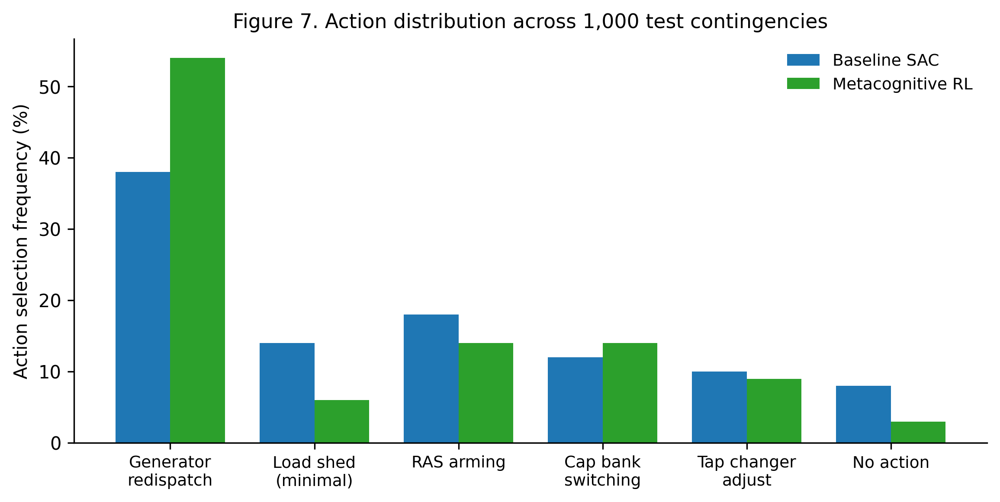 Figure 7. Action distribution across 1,000 test contingencies
Baseline SAC
Metacognitive RL
Action selection frequency (%)
50
40
30
20
10
0
Generator
redispatch
Load shed
(minimal)
RAS arming
Cap bank
switching
Tap changer
adjust
No action